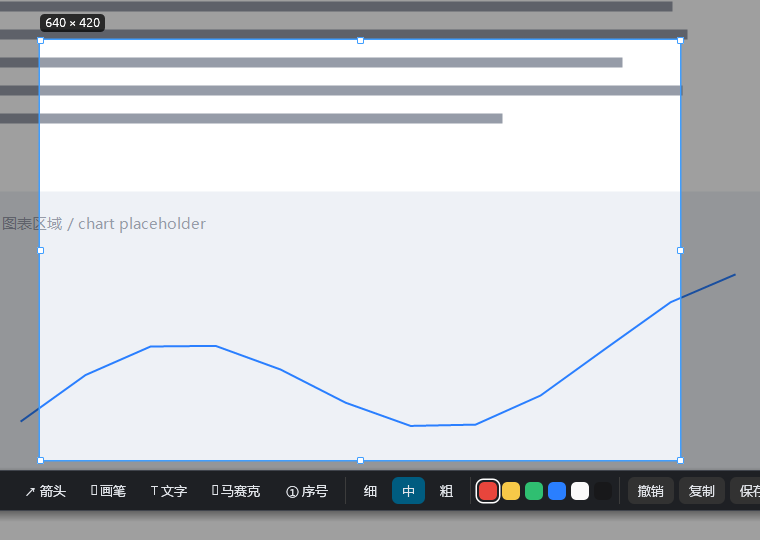 640 × 420
图表区域 / chart placeholder
↗ 箭头 画笔 T 文字 马赛克 ① 序号 细 中 粗 撤销 复制 保存